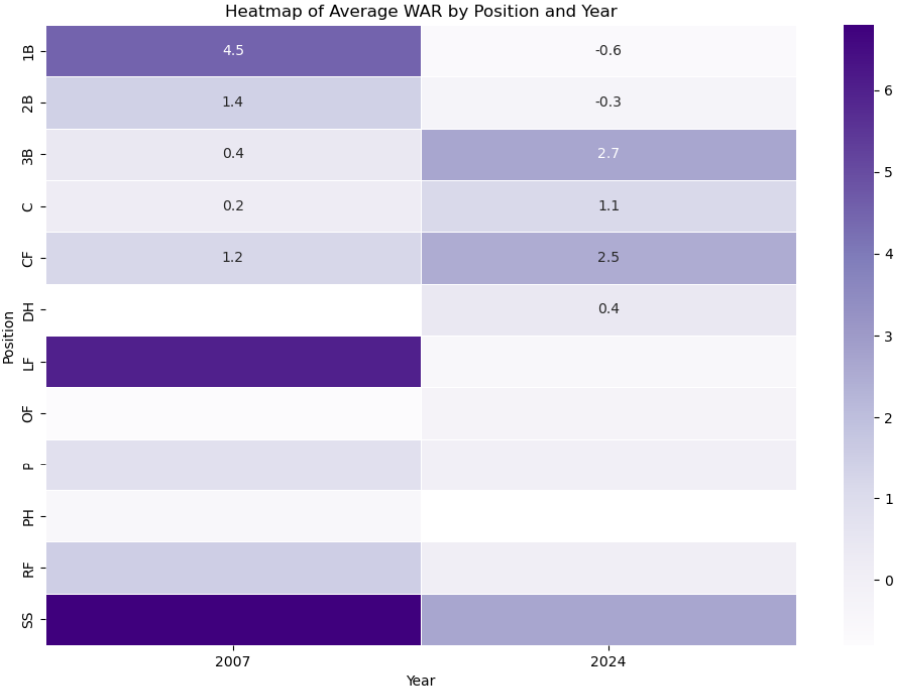 Heatmap of Average WAR by Position and Year
1B 4.5 -0.6
2B 1.4 -0.3
3B 0.4 2.7
C 0.2 1.1
CF 1.2 2.5
DH 0.4
LF
OF
P
PH
RF
SS
Position
2007 2024
Year
6
5
4
3
2
1
0